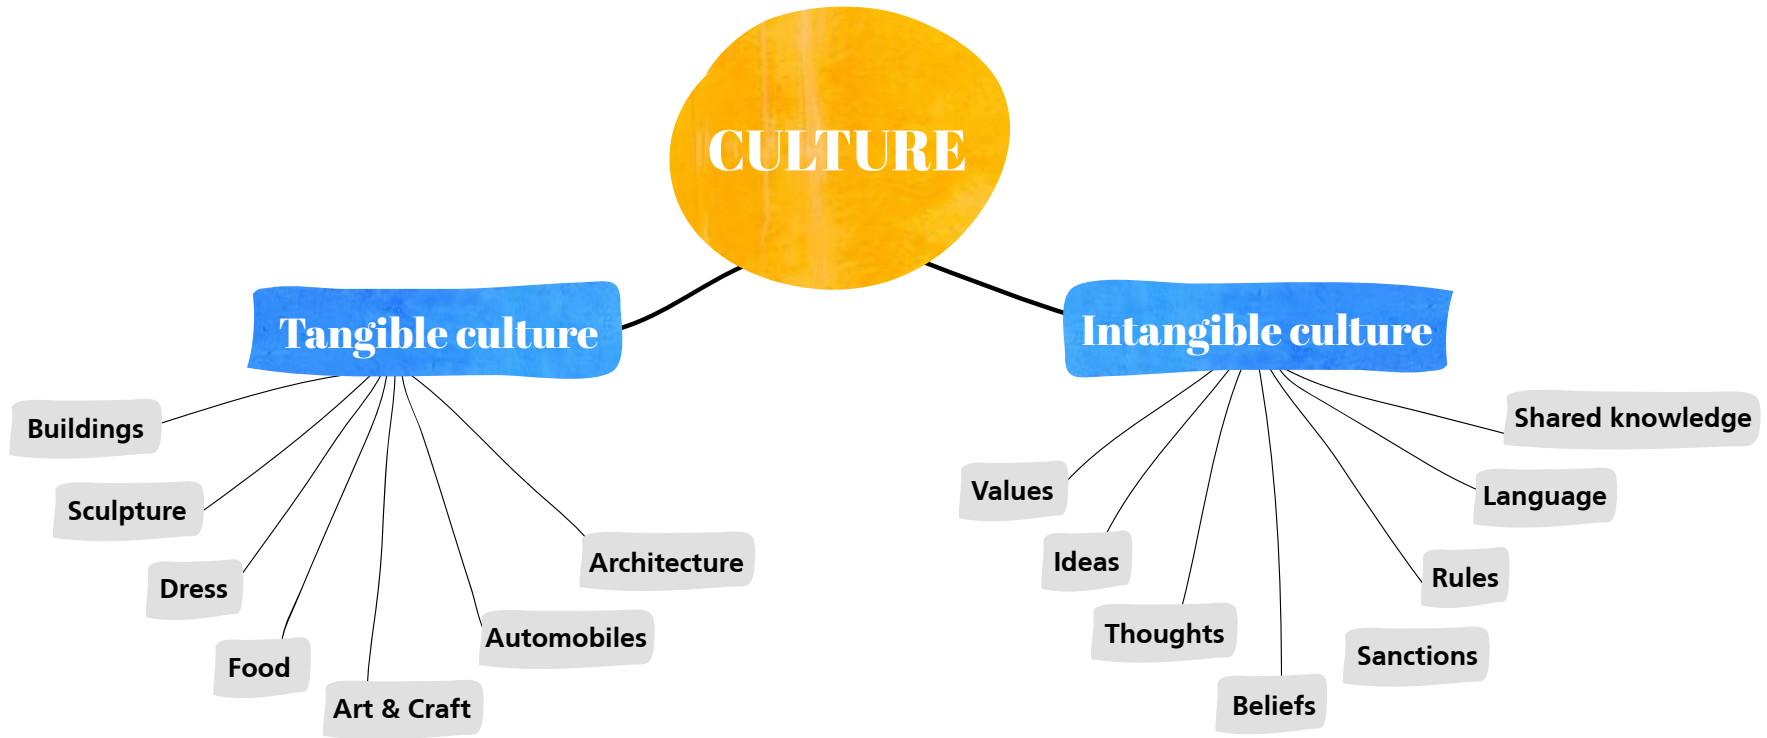 CULTURE
Tangible culture
Buildings
Sculpture
Dress
Food
Art & Craft
Automobiles
Architecture
Intangible culture
Values
Ideas
Thoughts
Beliefs
Sanctions
Rules
Language
Shared knowledge